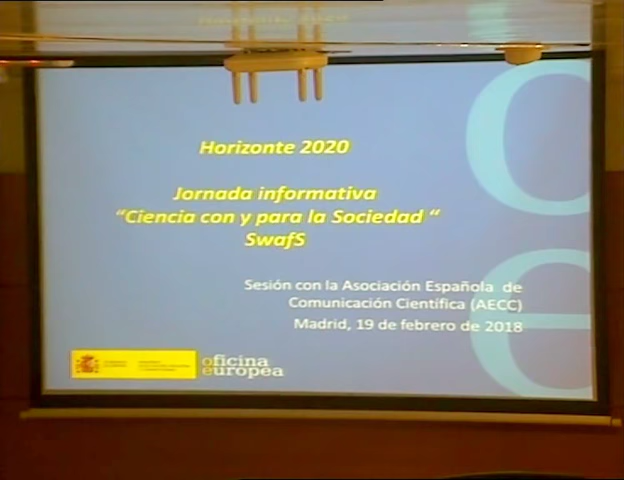 Horizonte 2020
Jornada informativa
“Ciencia con y para la Sociedad “
SwafS
Sesión con la Asociación Española de
Comunicación Científica (AECC)
Madrid, 19 de febrero de 2018
oficina
europea